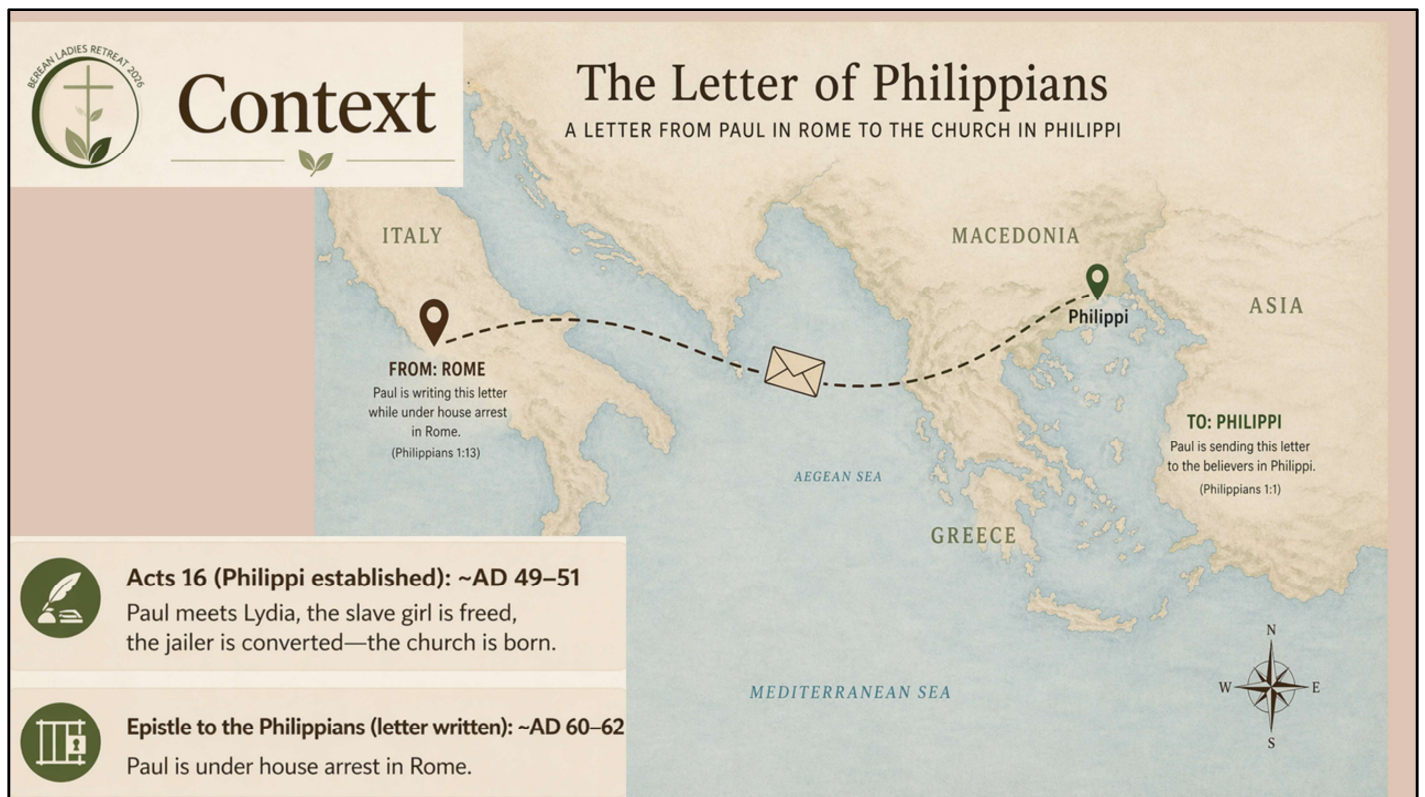 BEREAN LADIES RETREAT 2026
Context
The Letter of Philippians
A LETTER FROM PAUL IN ROME TO THE CHURCH IN PHILIPPI
ITALY
MACEDONIA
ASIA
Philippi
FROM: ROME
Paul is writing this letter
while under house arrest
in Rome.
(Philippians 1:13)
TO: PHILIPPI
Paul is sending this letter
to the believers in Philippi.
(Philippians 1:1)
AEGEAN SEA
GREECE
Acts 16 (Philippi established): ~AD 49–51
Paul meets Lydia, the slave girl is freed,
the jailer is converted—the church is born.
Epistle to the Philippians (letter written): ~AD 60–62
Paul is under house arrest in Rome.
MEDITERRANEAN SEA
N
W E
S